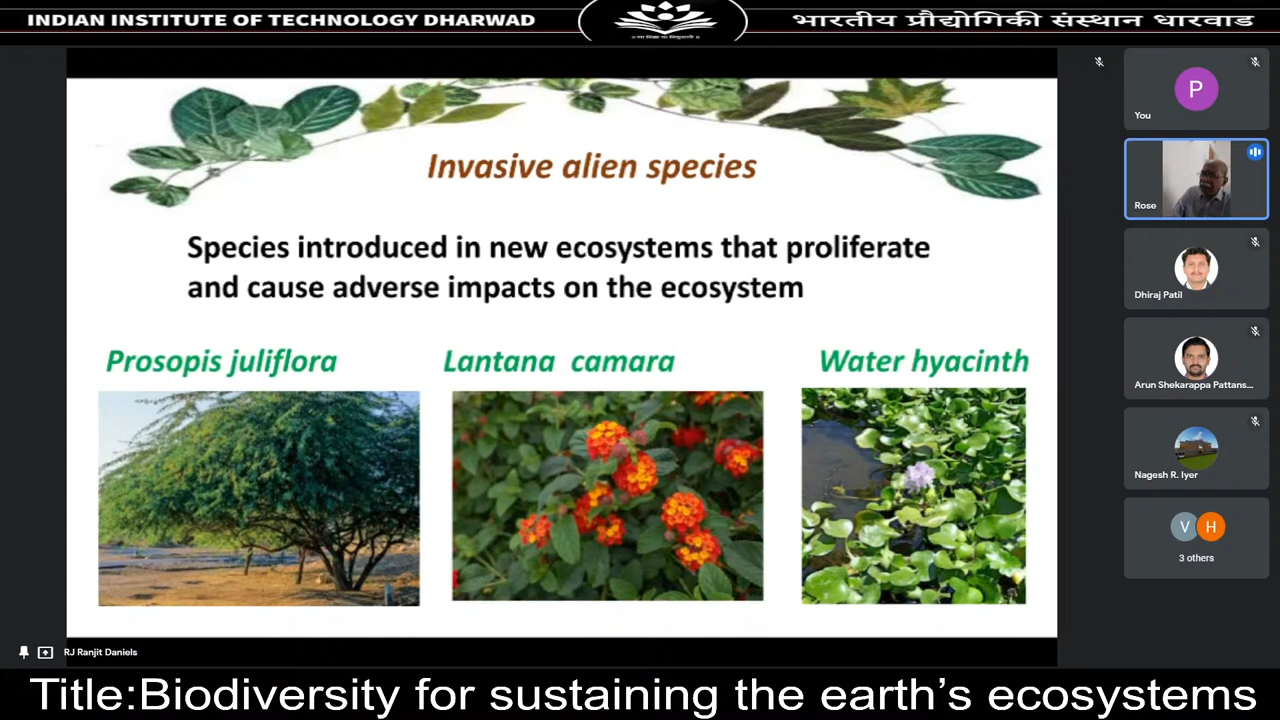 INDIAN INSTITUTE OF TECHNOLOGY DHARWAD
भारतीय प्रौद्योगिकी संस्थान धारवाड
Invasive alien species
Species introduced in new ecosystems that proliferate
and cause adverse impacts on the ecosystem
Prosopis juliflora
Lantana camara
Water hyacinth
P
You
Rose
Dhiraj Patil
Arun Shekarappa Pattans...
Nagesh R. Iyer
V
H
3 others
RJ Ranjit Daniels
Title:Biodiversity for sustaining the earth's ecosystems